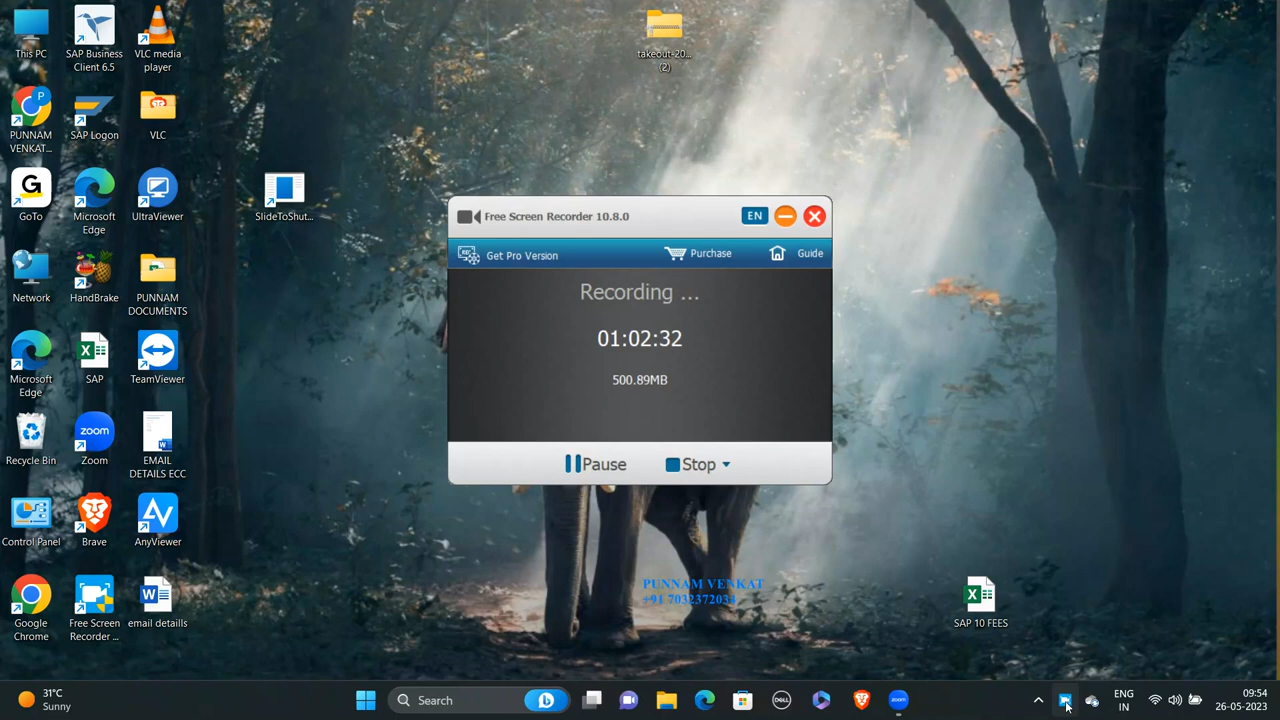 This PC
SAP Business
Client 6.5
VLC media
player
takeout-20...
(2)
PUNNAM
VENKAT...
SAP Logon
VLC
GoTo
Microsoft
Edge
UltraViewer
SlideToShut...
Free Screen Recorder 10.8.0
EN
Get Pro Version
Purchase
Guide
Recording ...
01:02:32
500.89MB
Pause
Stop
Network
HandBrake
PUNNAM
DOCUMENTS
Microsoft
Edge
SAP
TeamViewer
Recycle Bin
zoom
Zoom
EMAIL
DETAILS ECC
Control Panel
Brave
AnyViewer
Google
Chrome
Free Screen
Recorder ...
email detaills
PUNNAM VENKAT
+91 7032372034
SAP 10 FEES
31°C
Sunny
Search
DELL
zoom
ENG
IN
09:54
26-05-2023